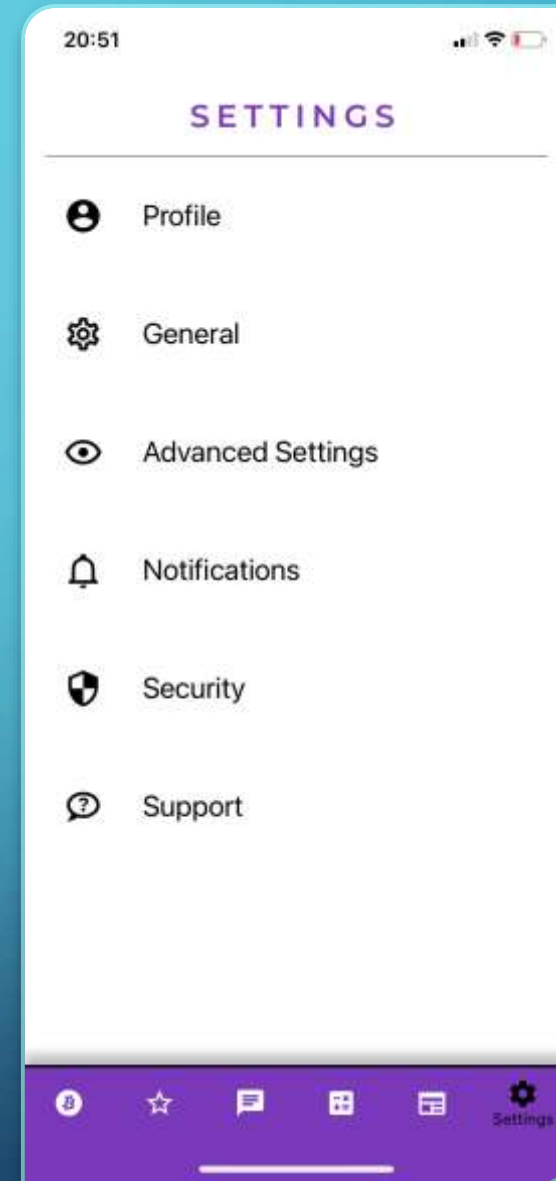 20:51
SETTINGS
Profile
General
Advanced Settings
Notifications
Security
Support
Settings